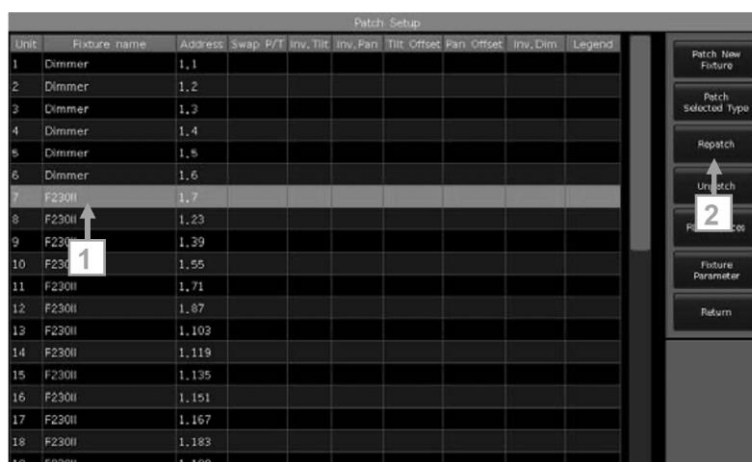 Patch Setup
Unit Fixture name Address Swap P/T Inv. Tilt Inv. Pan Tilt Offset Pan Offset Inv. Dim Legend
1 Dimmer 1.1
2 Dimmer 1.2
3 Dimmer 1.3
4 Dimmer 1.4
5 Dimmer 1.5
6 Dimmer 1.6
7 F230II 1.7
8 F230II 1.23
9 1.39
10 1.55
11 F230II 1.71
12 F230II 1.87
13 F230II 1.103
14 F230II 1.119
15 F230II 1.135
16 F230II 1.151
17 F230II 1.167
18 F230II 1.183
1
Patch New
Fixture
Patch
Selected Type
Repatch
2
Fixture
Parameter
Return